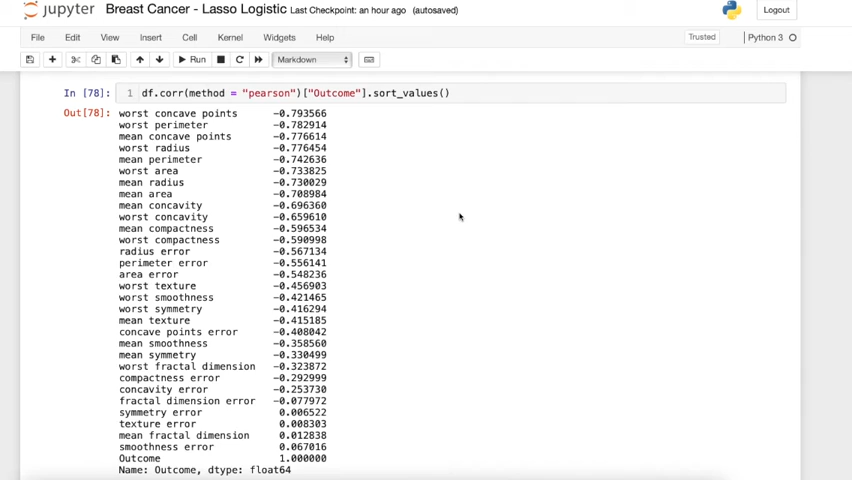 jupyter Breast Cancer - Lasso Logistic Last Checkpoint: an hour ago (autosaved) Logout
File Edit View Insert Cell Kernel Widgets Help Trusted Python 3
Run Markdown
In [78]: 1 df.corr(method = "pearson")["Outcome"].sort_values()
Out[78]: worst concave points -0.793566
worst perimeter -0.782914
mean concave points -0.776614
worst radius -0.776454
mean perimeter -0.742636
worst area -0.733825
mean radius -0.730029
mean area -0.708984
mean concavity -0.696360
worst concavity -0.659610
mean compactness -0.596534
worst compactness -0.590998
radius error -0.567134
perimeter error -0.556141
area error -0.548236
worst texture -0.456903
worst smoothness -0.421465
worst symmetry -0.416294
mean texture -0.415185
concave points error -0.408042
mean smoothness -0.358560
mean symmetry -0.330499
worst fractal dimension -0.323872
compactness error -0.292999
concavity error -0.253730
fractal dimension error -0.077972
symmetry error 0.006522
texture error 0.008303
mean fractal dimension 0.012838
smoothness error 0.067016
Outcome 1.000000
Name: Outcome, dtype: float64